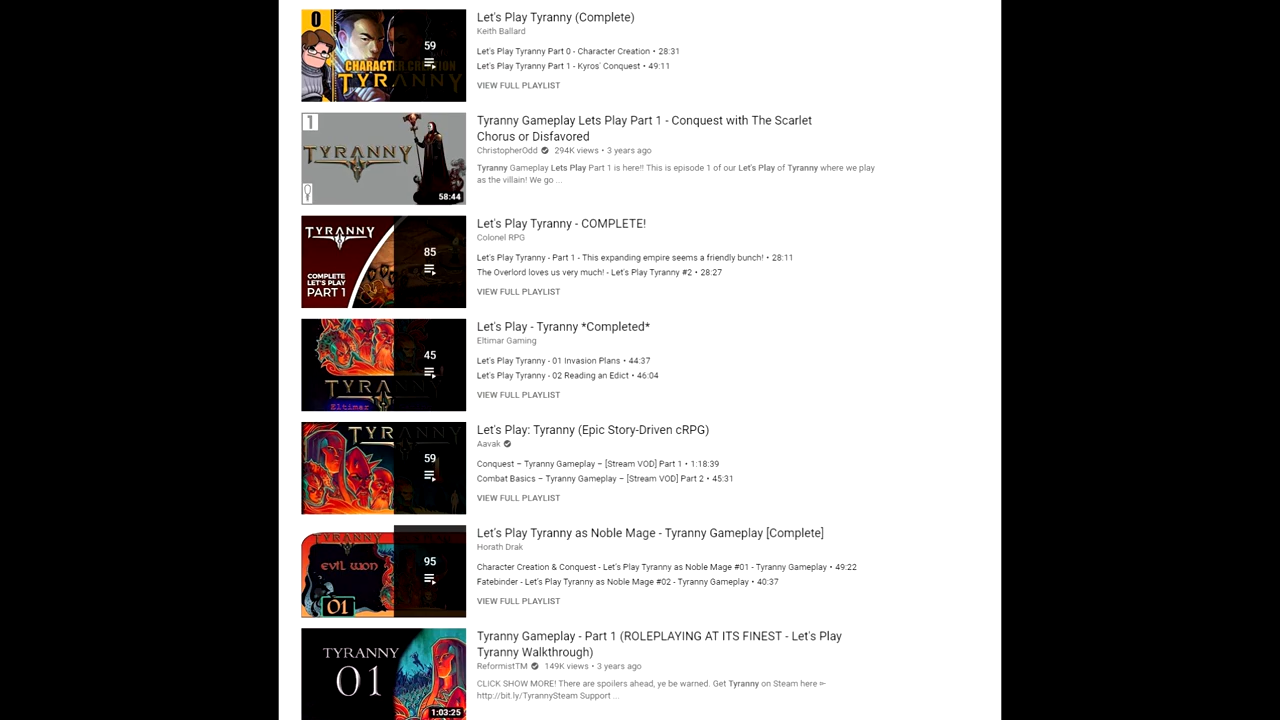 0
CHARACTER CREATION
TYRANNY
59
Let's Play Tyranny (Complete)
Keith Ballard
Let's Play Tyranny Part 0 - Character Creation • 28:31
Let's Play Tyranny Part 1 - Kyros' Conquest • 49:11
VIEW FULL PLAYLIST
1
TYRANNY
58:44
Tyranny Gameplay Lets Play Part 1 - Conquest with The Scarlet
Chorus or Disfavored
ChristopherOdd 294K views • 3 years ago
Tyranny Gameplay Lets Play Part 1 is here!! This is episode 1 of our Let's Play of Tyranny where we play
as the villain! We go ...
TYRANNY
COMPLETE
LET'S PLAY
PART 1
85
Let's Play Tyranny - COMPLETE!
Colonel RPG
Let's Play Tyranny - Part 1 - This expanding empire seems a friendly bunch! • 28:11
The Overlord loves us very much! - Let's Play Tyranny #2 • 28:27
VIEW FULL PLAYLIST
TYRANNY
Eltimar
45
Let's Play - Tyranny *Completed*
Eltimar Gaming
Let's Play Tyranny - 01 Invasion Plans • 44:37
Let's Play Tyranny - 02 Reading an Edict • 46:04
VIEW FULL PLAYLIST
TYRANNY
59
Let's Play: Tyranny (Epic Story-Driven cRPG)
Aavak
Conquest – Tyranny Gameplay – [Stream VOD] Part 1 • 1:18:39
Combat Basics – Tyranny Gameplay – [Stream VOD] Part 2 • 45:31
VIEW FULL PLAYLIST
TYRANNY
EVIL WON
01
95
Let's Play Tyranny as Noble Mage - Tyranny Gameplay [Complete]
Horath Drak
Character Creation & Conquest - Let's Play Tyranny as Noble Mage #01 - Tyranny Gameplay • 49:22
Fatebinder - Let's Play Tyranny as Noble Mage #02 - Tyranny Gameplay • 40:37
VIEW FULL PLAYLIST
TYRANNY
01
1:03:25
Tyranny Gameplay - Part 1 (ROLEPLAYING AT ITS FINEST - Let's Play
Tyranny Walkthrough)
ReformistTM 149K views • 3 years ago
CLICK SHOW MORE! There are spoilers ahead, ye be warned. Get Tyranny on Steam here ►
http://bit.ly/TyrannySteam Support ...